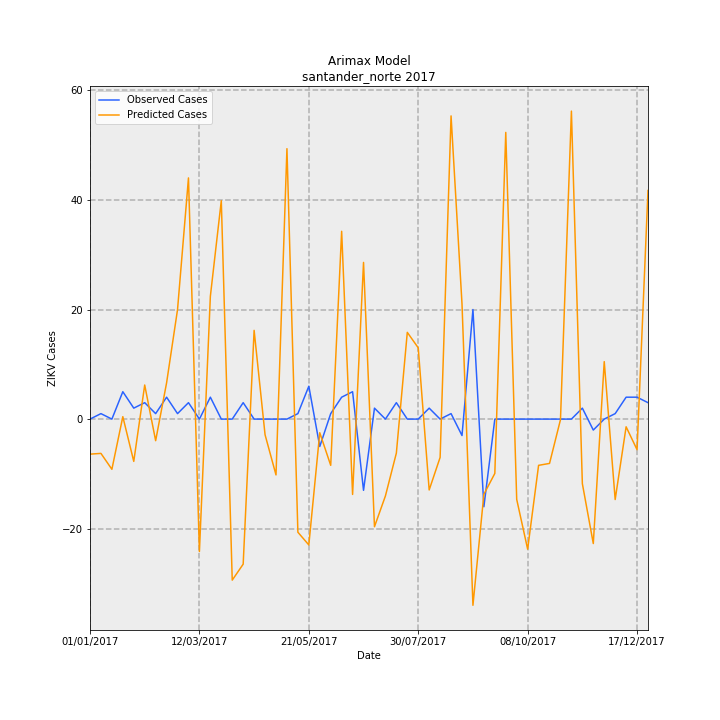 Arimax Model
santander_norte 2017
Observed Cases
Predicted Cases
60
40
20
0
−20
ZIKV Cases
01/01/2017
12/03/2017
21/05/2017
30/07/2017
08/10/2017
17/12/2017
Date